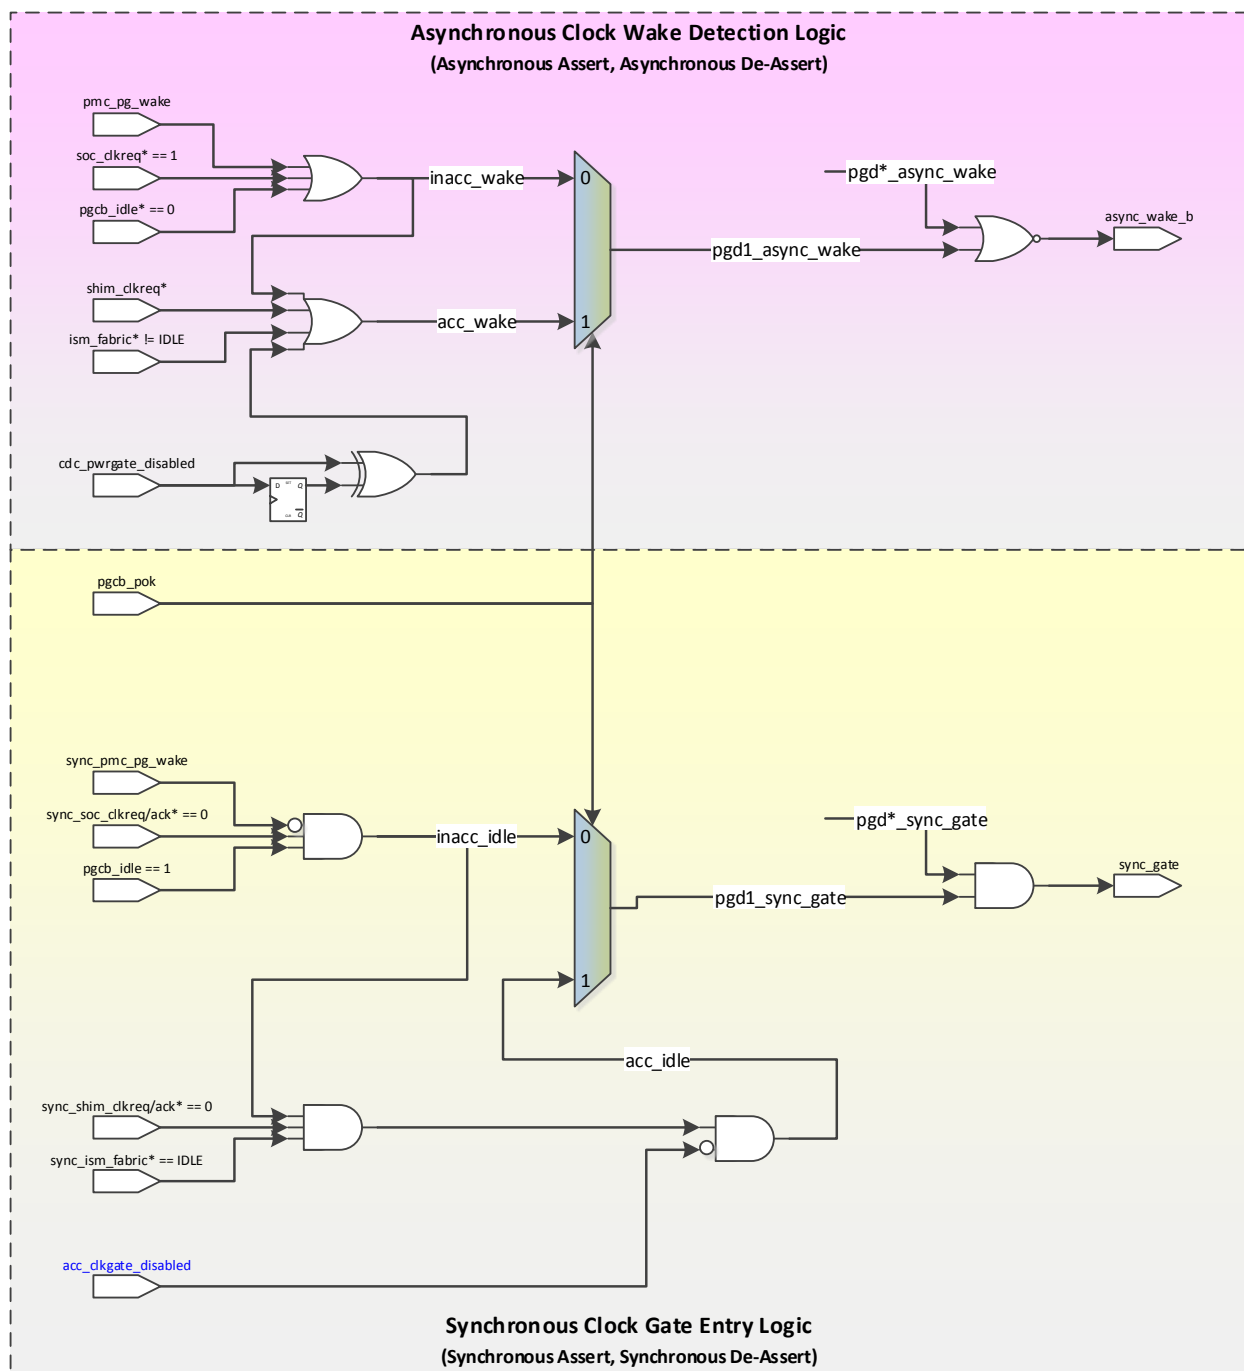 Asynchronous Clock Wake Detection Logic
(Asynchronous Assert, Asynchronous De-Assert)
pmc_pg_wake
soc_clkreq* == 1
pgcb_idle* == 0
inacc_wake
0
pgd*_async_wake
async_wake_b
pgd1_async_wake
shim_clkreq*
ism_fabric* != IDLE
acc_wake
1
cdc_pwrgate_disabled
D
SET
Q
CLR
Q
pgcb_pok
sync_pmc_pg_wake
sync_soc_clkreq/ack* == 0
pgcb_idle == 1
inacc_idle
0
pgd*_sync_gate
sync_gate
pgd1_sync_gate
1
acc_idle
sync_shim_clkreq/ack* == 0
sync_ism_fabric* == IDLE
acc_clkgate_disabled
Synchronous Clock Gate Entry Logic
(Synchronous Assert, Synchronous De-Assert)